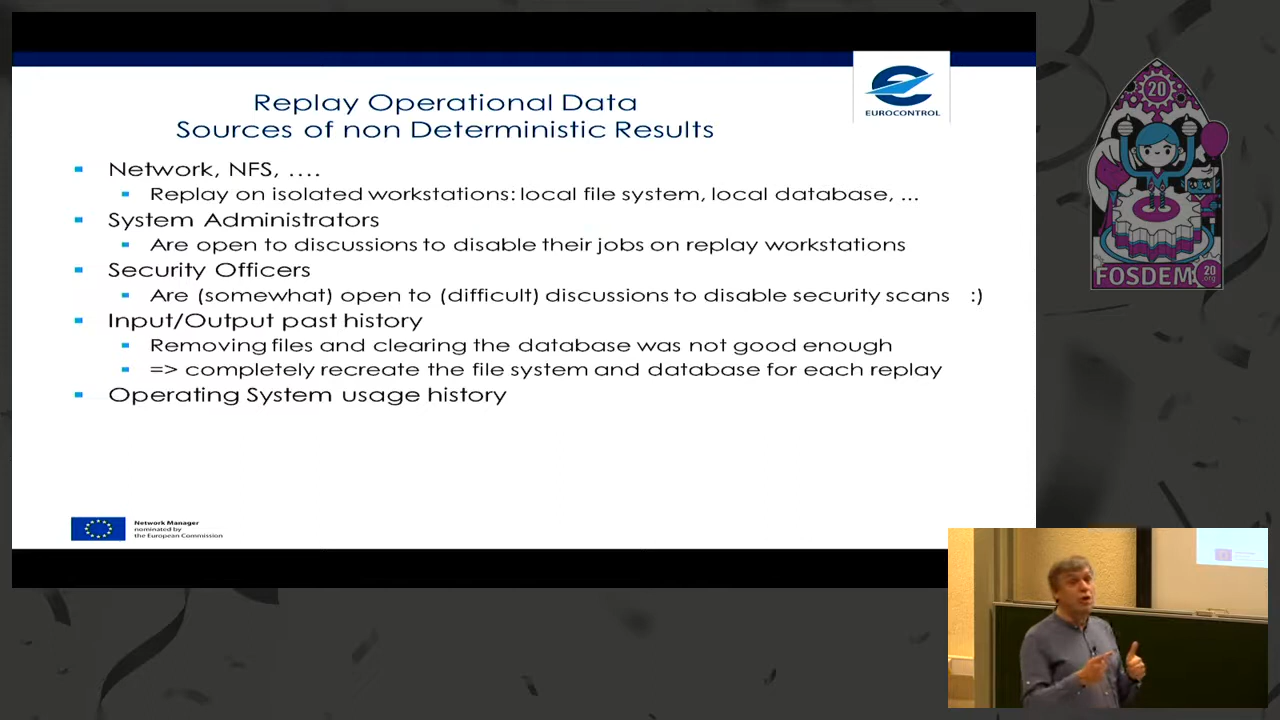 Replay Operational Data
Sources of non Deterministic Results
EUROCONTROL
Network, NFS, ....
Replay on isolated workstations: local file system, local database, ...
System Administrators
Are open to discussions to disable their jobs on replay workstations
Security Officers
Are (somewhat) open to (difficult) discussions to disable security scans :)
Input/Output past history
Removing files and clearing the database was not good enough
=> completely recreate the file system and database for each replay
Operating System usage history
Network Manager
nominated by
the European Commission
20
FOSDEM 20
.org